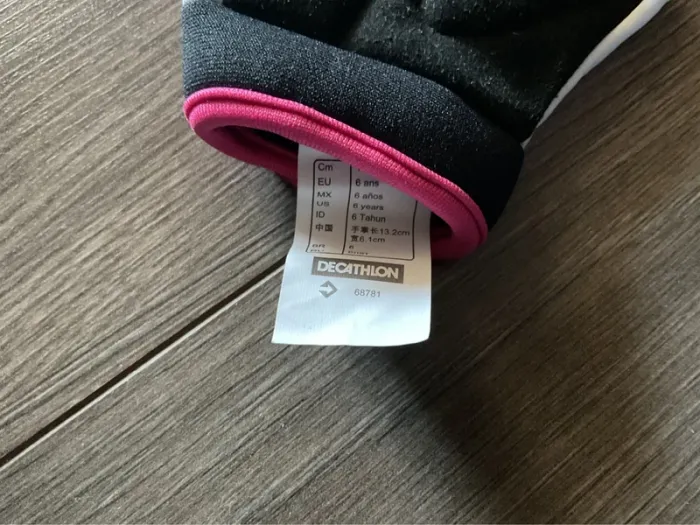 Cm
EU 6 ans
MX 6 años
US 6 years
ID 6 Tahun
中国 手掌长13.2cm
宽6.1cm
6
DECATHLON
68781